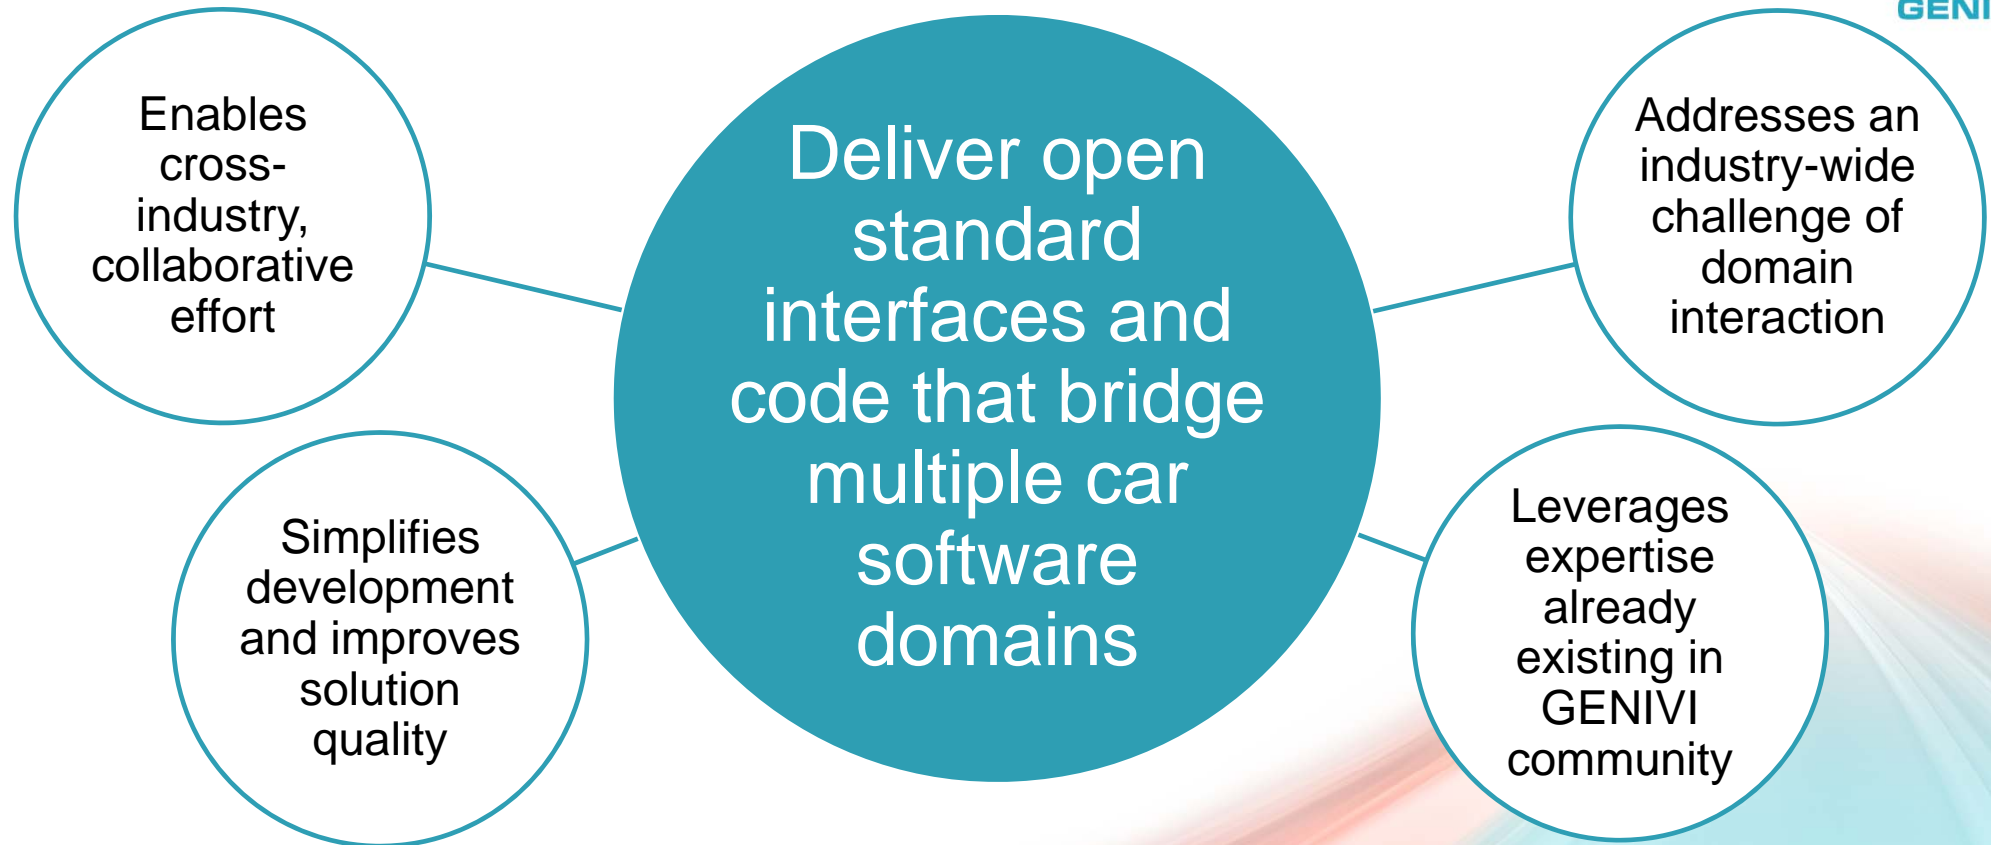 GENI
Enables
cross-
industry,
collaborative
effort
Deliver open
standard
interfaces and
code that bridge
multiple car
software
domains
Addresses an
industry-wide
challenge of
domain
interaction
Simplifies
development
and improves
solution
quality
Leverages
expertise
already
existing in
GENIVI
community